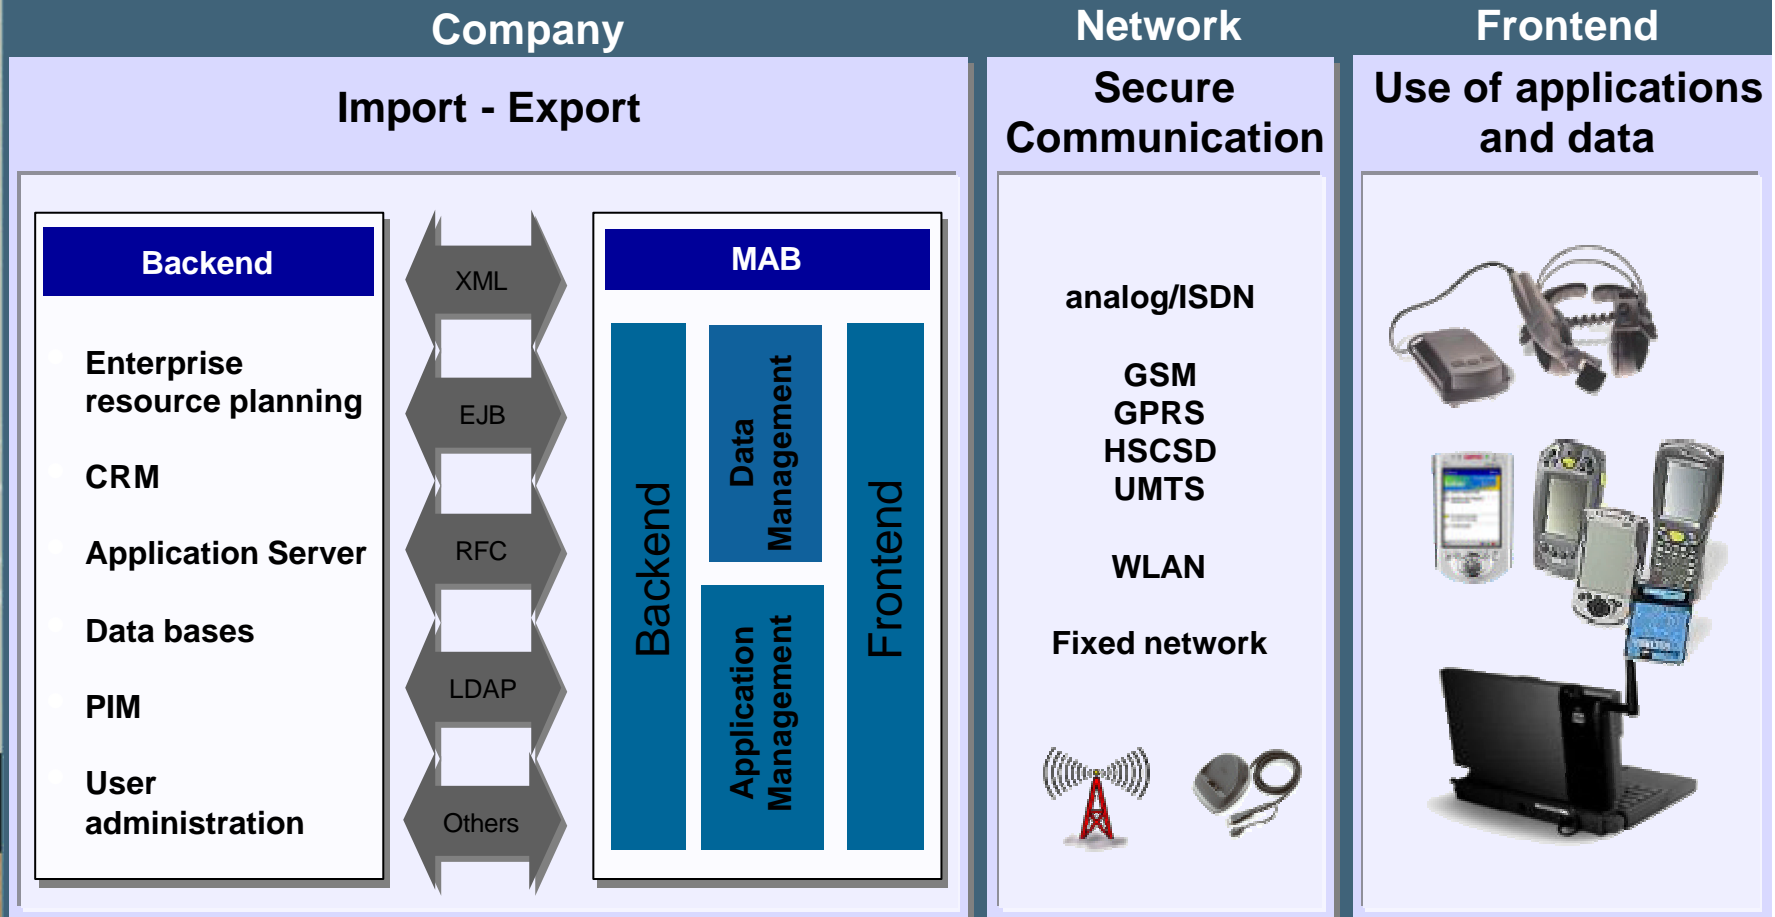 Company
Import - Export
Backend
Enterprise
resource planning
CRM
Application Server
Data bases
PIM
User
administration
XML
EJB
RFC
LDAP
Others
MAB
Backend
Data
Management
Application
Management
Frontend
Network
Secure
Communication
analog/ISDN
GSM
GPRS
HSCSD
UMTS
WLAN
Fixed network
Frontend
Use of applications
and data